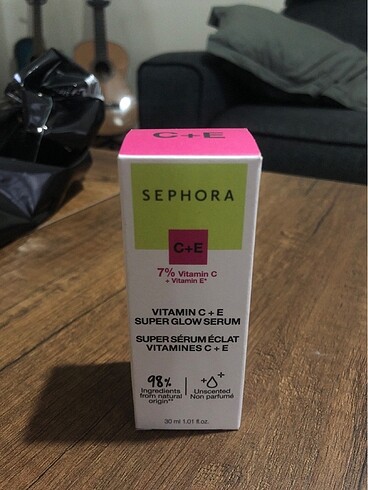 C+E
SEPHORA
C+E
7% Vitamin C
+ Vitamin E*
VITAMIN C + E
SUPER GLOW SERUM
SUPER SÉRUM ÉCLAT
VITAMINES C + E
98%
Ingredients
from natural
origin**
Unscented
Non parfumé
30 ml 1.01 fl.oz.